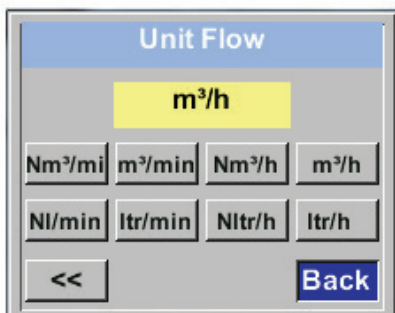 Unit Flow
m³/h
Nm³/mi m³/min Nm³/h m³/h
Nl/min ltr/min Nltr/h ltr/h
<< Back